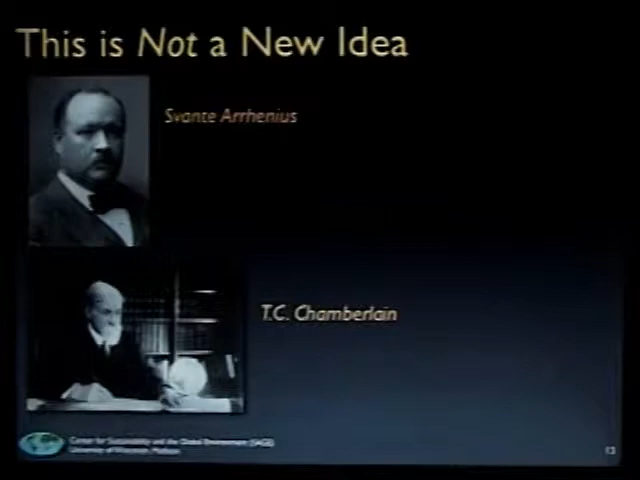 This is Not a New Idea
Svante Arrhenius
T.C. Chamberlain
Center for Sustainability and the Global Environment (SAGE)
University of Wisconsin, Madison
13